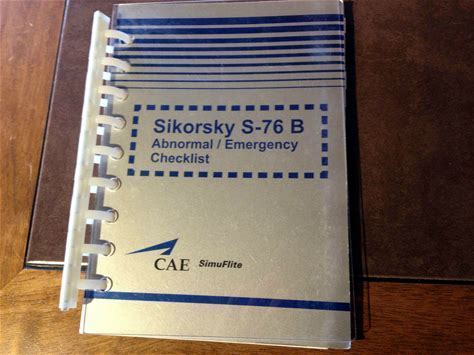 Sikorsky S-76 B
Abnormal / Emergency
Checklist
CAE SimuFlite